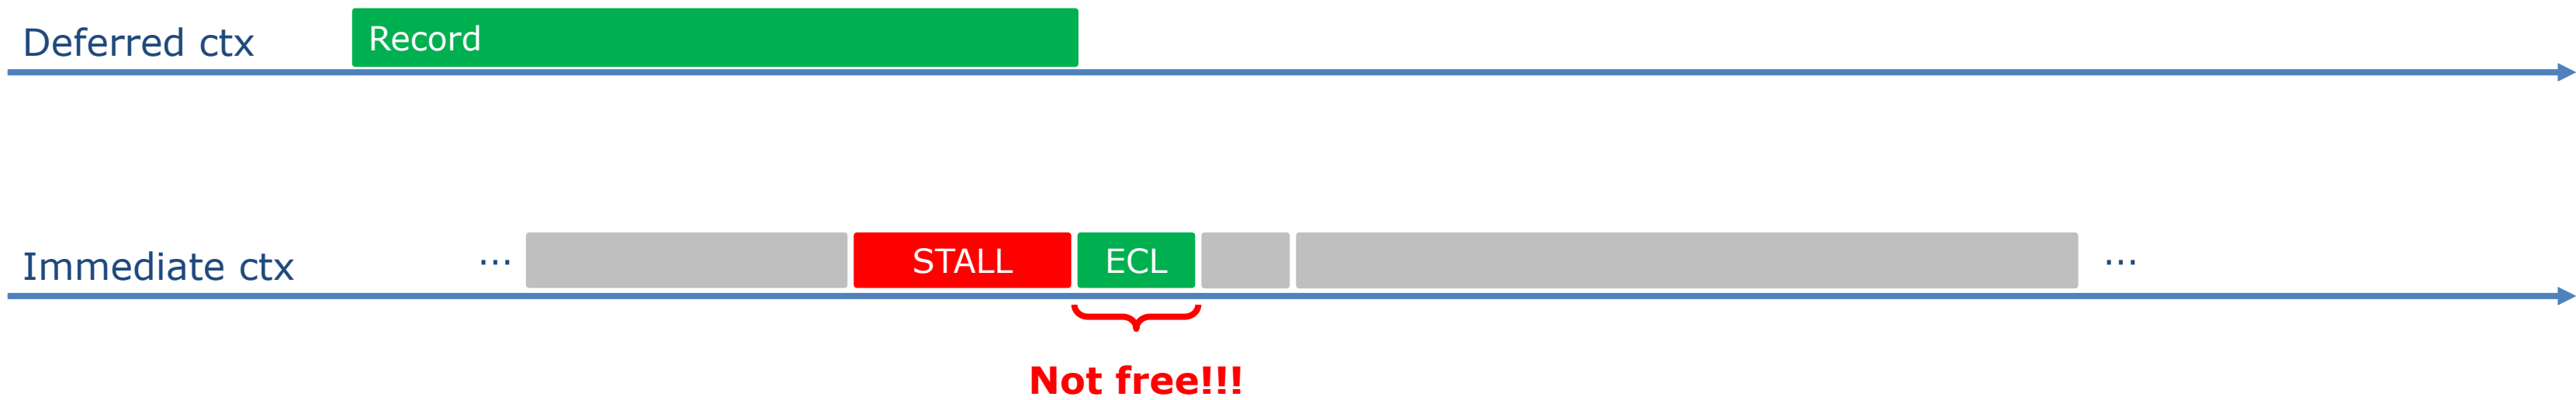 Deferred ctx
Record
Immediate ctx
...
STALL
ECL
...
Not free!!!